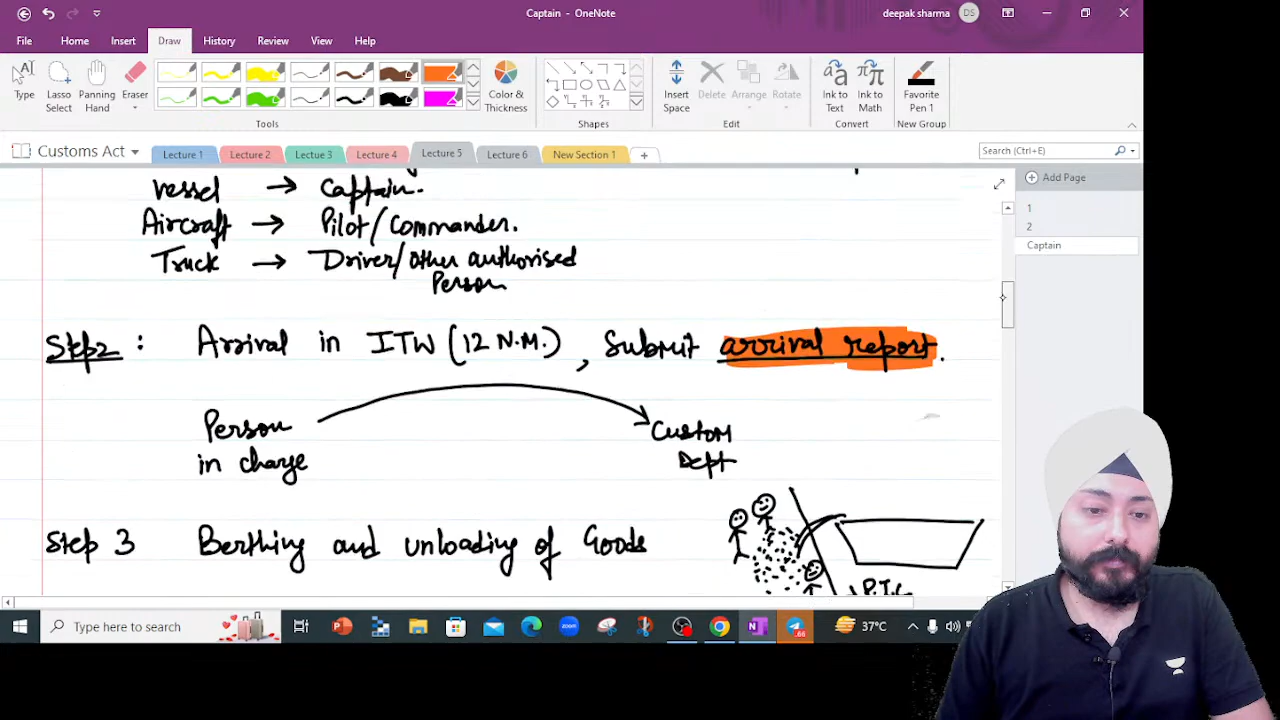 Captain - OneNote
deepak sharma DS
File Home Insert Draw History Review View Help
Type Lasso Select Panning Hand Eraser Color & Thickness Insert Space Delete Arrange Rotate Ink to Text Ink to Math Favorite Pen 1
Tools Shapes Edit Convert New Group
Customs Act Lecture 1 Lecture 2 Lectue 3 Lecture 4 Lecture 5 Lecture 6 New Section 1 + Search (Ctrl+E)
Add Page
1
2
Captain
Vessel → Captain.
Aircraft → Pilot/Commander.
Truck → Driver/other authorised
Person
Step2 : Arrival in ITW (12 N.M.), Submit arrival report.
Person
in charge
Custom
Dept
Step 3 Berthing and unloading of Goods
Type here to search
66
37°C